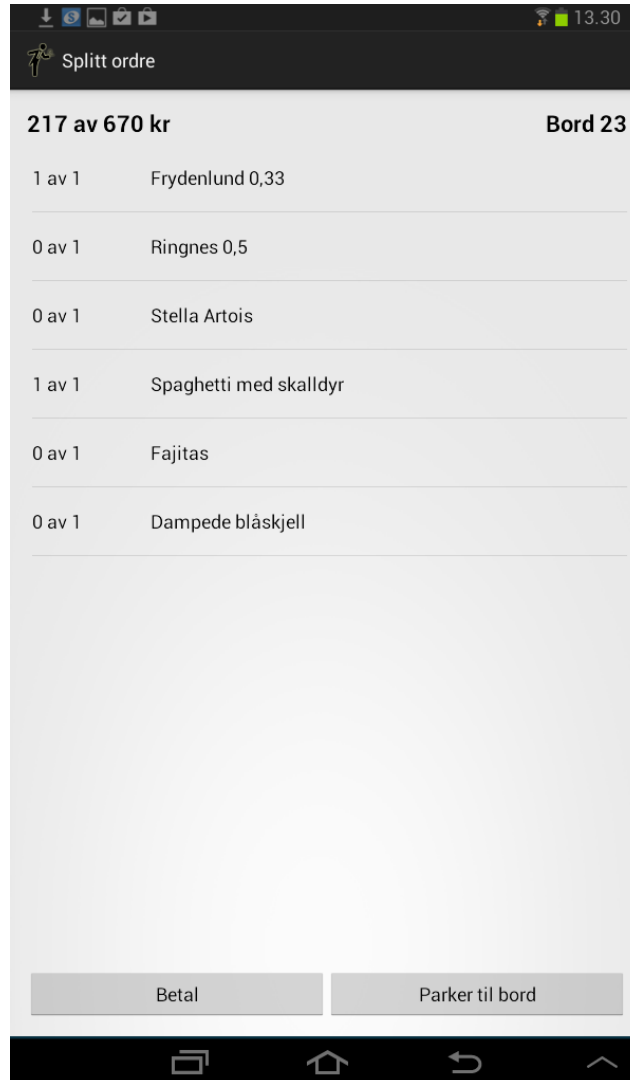 13.30
Splitt ordre
217 av 670 kr Bord 23
1 av 1 Frydenlund 0,33
0 av 1 Ringnes 0,5
0 av 1 Stella Artois
1 av 1 Spaghetti med skalldyr
0 av 1 Fajitas
0 av 1 Dampede blåskjell
Betal Parker til bord